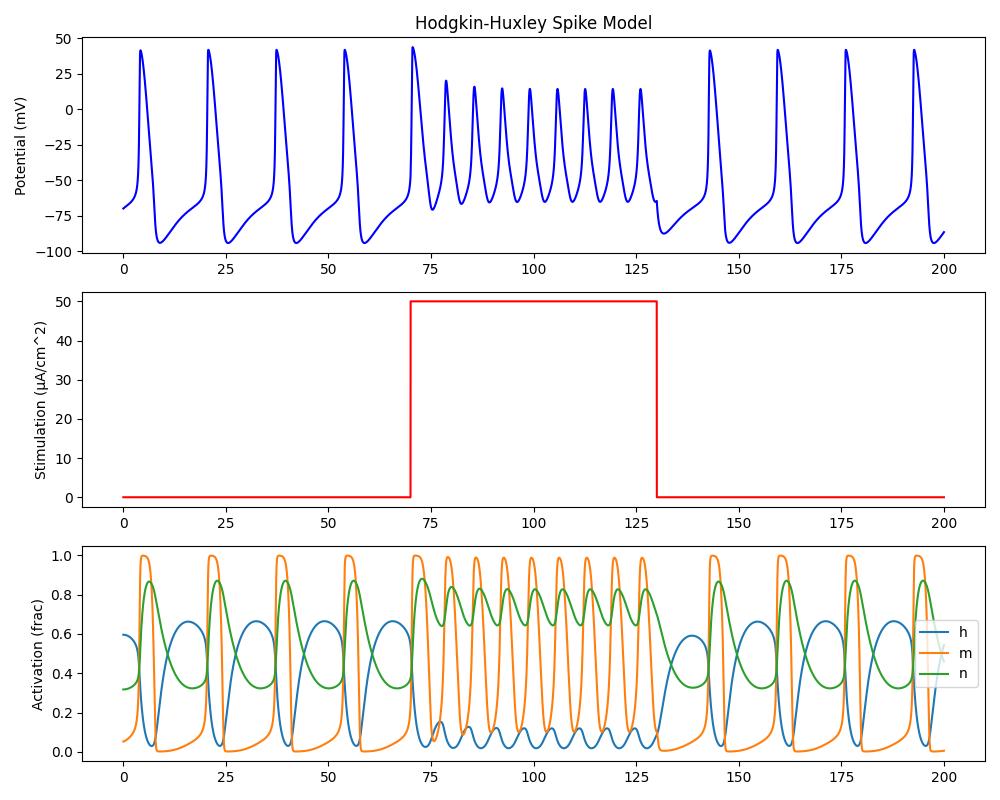 Hodgkin-Huxley Spike Model
Potential (mV)
50
25
0
−25
−50
−75
−100
0 25 50 75 100 125 150 175 200
Stimulation (μA/cm^2)
50
40
30
20
10
0
0 25 50 75 100 125 150 175 200
Activation (frac)
1.0
0.8
0.6
0.4
0.2
0.0
h
m
n
0 25 50 75 100 125 150 175 200